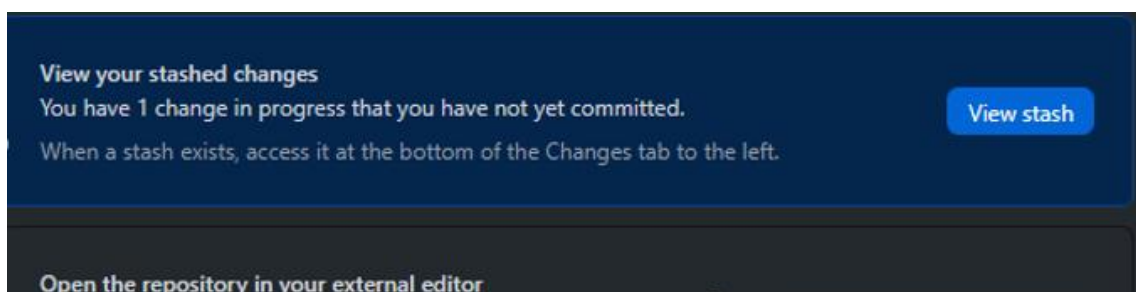 View your stashed changes
You have 1 change in progress that you have not yet committed.
View stash
When a stash exists, access it at the bottom of the Changes tab to the left.
Open the repository in your external editor